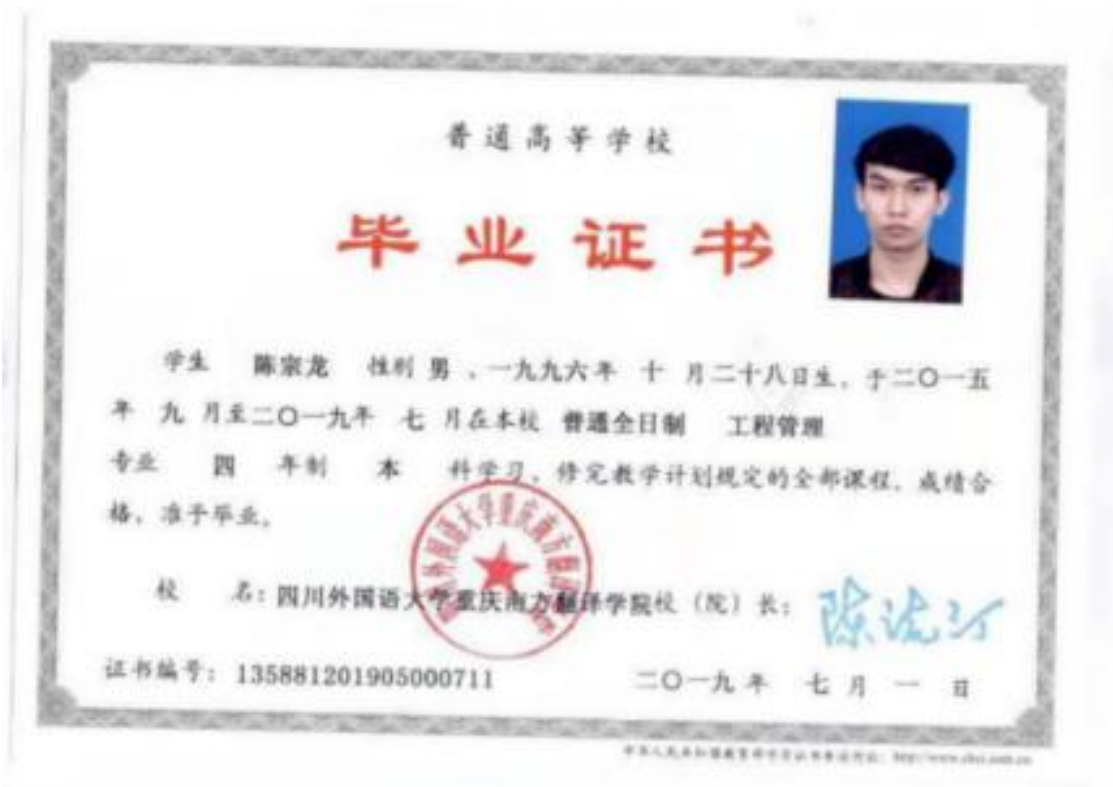 普通高等学校
毕业证书
学生 陈宗龙 性别 男 、一九九六年 十 月二十八日生、于二〇一五
年 九 月至二〇一九年 七 月在本校 普通全日制 工程管理
专业 四 年制 本 科学习、修完教学计划规定的全部课程、成绩合
格、准予毕业。
校 名:四川外国语大学重庆南方翻译学院校(院)长:
证书编号: 135881201905000711 二〇一九年 七 月 一 日